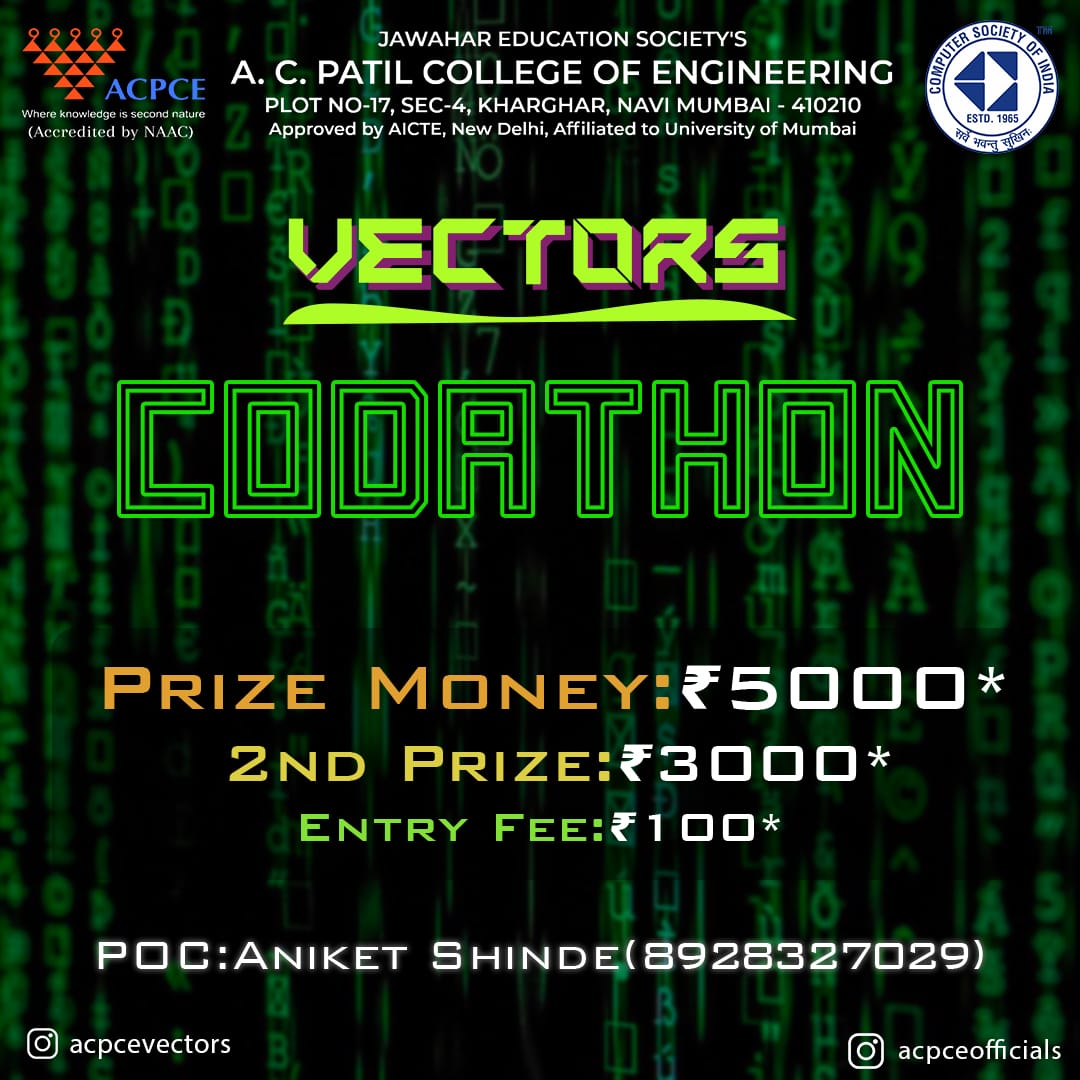 ACPCE
Where knowledge is second nature
(Accredited by NAAC)
JAWAHAR EDUCATION SOCIETY'S
A. C. PATIL COLLEGE OF ENGINEERING
PLOT NO-17, SEC-4, KHARGHAR, NAVI MUMBAI - 410210
Approved by AICTE, New Delhi, Affiliated to University of Mumbai
COMPUTER SOCIETY OF INDIA
TM
ESTD. 1965
सर्वे भवन्तु सुखिनः
VECTORS
CODATHON
PRIZE MONEY:₹5000*
2ND PRIZE:₹3000*
ENTRY FEE:₹100*
POC:ANIKET SHINDE(8928327029)
acpcevectors
acpceofficials